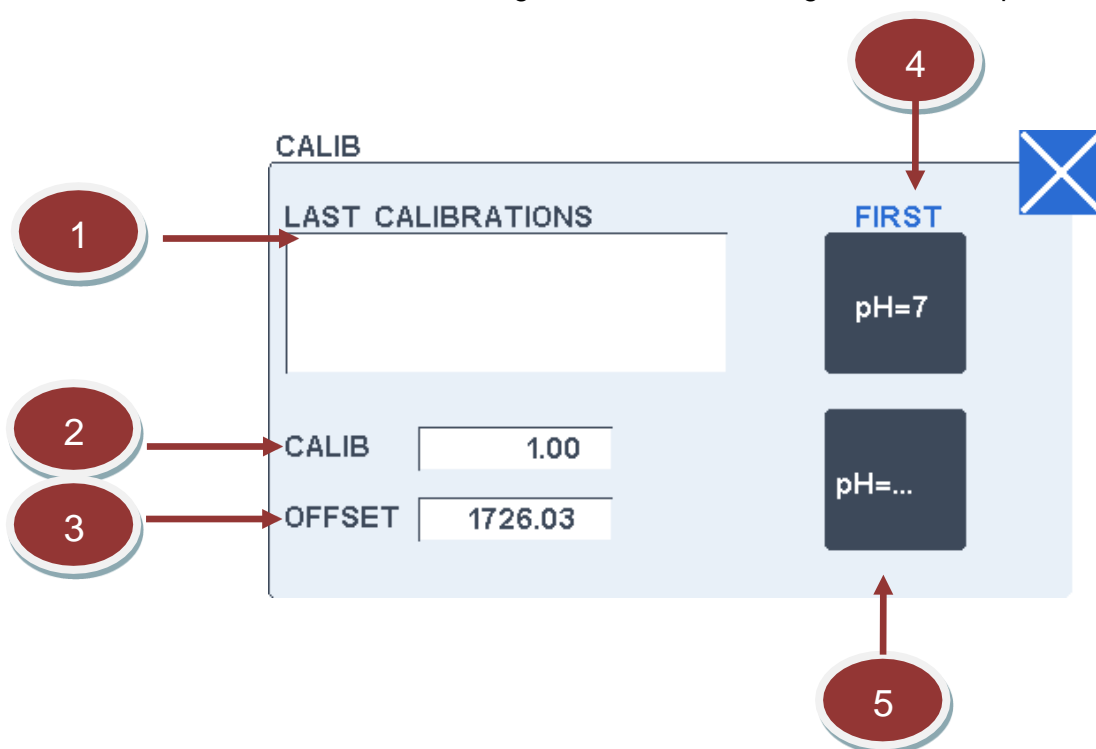 4
CALIB
1
LAST CALIBRATIONS
FIRST
pH=7
2
CALIB
1.00
pH=...
3
OFFSET
1726.03
5